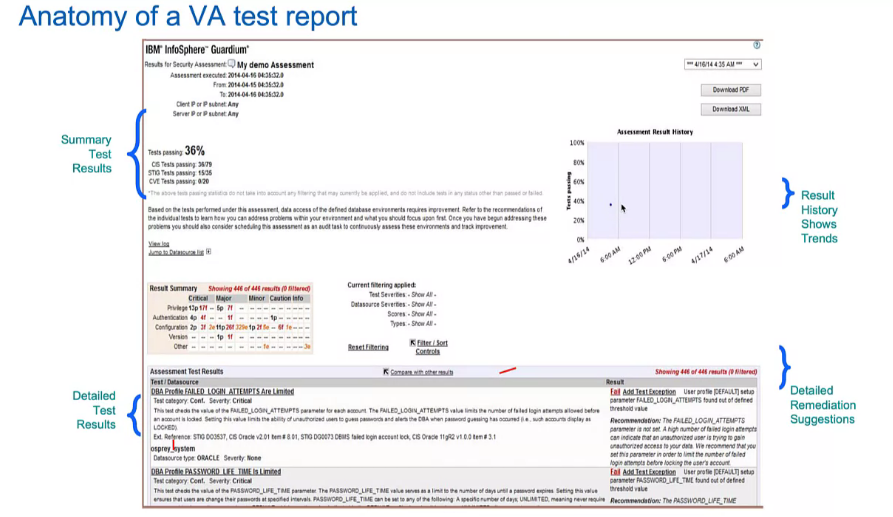 Anatomy of a VA test report
IBM® InfoSphere™ Guardium®
Results for Security Assessment: My demo Assessment
Assessment executed: 2014-04-16 04:35:32.0
From: 2014-04-15 04:35:32.0
To: 2014-04-16 04:35:32.0
Client IP or IP subnet: Any
Server IP or IP subnet: Any
*** 4/16/14 4:35 AM ***
Download PDF
Download XML
Summary
Test
Results
Tests passing: 36%
CIS Tests passing: 36/79
STIG Tests passing: 15/35
CVE Tests passing: 0/20
*The above tests passing statistics do not take into account any filtering that may currently be applied, and do not include tests in any status other than passed or failed.
Based on the tests performed under this assessment, data access of the defined database environments requires improvement. Refer to the recommendations of
the individual tests to learn how you can address problems within your environment and what you should focus upon first. Once you have begun addressing these
problems you should also consider scheduling this assessment as an audit task to continuously assess these environments and track improvement.
View log
Jump to Datasource list
Assessment Result History
Tests passing
100%
80%
60%
40%
20%
0%
4/16/14
6:00 AM
12:00 PM
6:00 PM
4/17/14
6:00 AM
Result
History
Shows
Trends
Result Summary Showing 446 of 446 results (0 filtered)
Critical Major Minor Caution Info
Privilege 13p 17f -- 5p 7f -- -- -- -- -- -- -- -- --
Authentication 4p 4f -- -- 1f -- -- -- -- 1p -- -- -- --
Configuration 2p 3f 2e 11p 26f 329e 1p 2f 8e -- 6f 1e -- -- --
Version -- -- -- 1p 1f -- -- -- -- -- -- -- -- --
Other -- -- -- -- -- -- -- -- 1e -- -- -- -- 3e
Current filtering applied:
Test Severities: - Show All -
Datasource Severities: - Show All -
Scores: - Show All -
Types: - Show All -
Reset Filtering
Filter / Sort
Controls
Assessment Test Results
Compare with other results
Showing 446 of 446 results (0 filtered)
Test / Datasource
Result
Detailed
Test
Results
DBA Profile FAILED_LOGIN_ATTEMPTS Are Limited
Test category: Conf. Severity: Critical
This test checks the value of the FAILED_LOGIN_ATTEMPTS parameter for each account. The FAILED_LOGIN_ATTEMPTS value limits the number of failed login attempts allowed before
an account is locked. Setting this value limits the ability of unauthorized users to guess passwords and alerts the DBA when password guessing has occurred (i.e., such accounts display as
LOCKED).
Ext. Reference: STIG DO3537, CIS Oracle v2.01 item # 8.01, STIG DG0073 DBMS failed login account lock, CIS Oracle 11gR2 v1.0.0 item # 3.1
osprey_system
Datasource type: ORACLE Severity: None
Fail Add Test Exception User profile [DEFAULT] setup
parameter FAILED_LOGIN_ATTEMPTS found out of defined
threshold value
Recommendation: The FAILED_LOGIN_ATTEMPTS
parameter is not set. A high number of failed login attempts
can indicate that an unauthorized user is trying to gain
unauthorized access to your data. We recommend that you
set this parameter in order to limit the number of failed
login attempts before locking the user's account.
DBA Profile PASSWORD_LIFE_TIME Is Limited
Test category: Conf. Severity: Critical
This test checks the value of the PASSWORD_LIFE_TIME parameter. The PASSWORD_LIFE_TIME value serves as a limit to the number of days until a password expires. Setting this value
ensures that users are change their passwords at specified intervals. PASSWORD_LIFE_TIME can be set to any of the following: A specific number of days; UNLIMITED, meaning never require
Fail Add Test Exception User profile [DEFAULT] setup
parameter PASSWORD_LIFE_TIME found out of defined
threshold value
Recommendation: The PASSWORD_LIFE_TIME
Detailed
Remediation
Suggestions